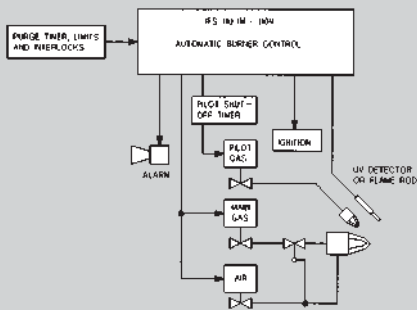 AUTOMATIC BURNER CONTROL
PURGE TIMER, LIMITS
AND INTERLOCKS
PILOT SHUT-
OFF TIMER
PILOT
GAS
IGNITION
ALARM
UV DETECTOR
OR FLAME ROD
GAS
AIR